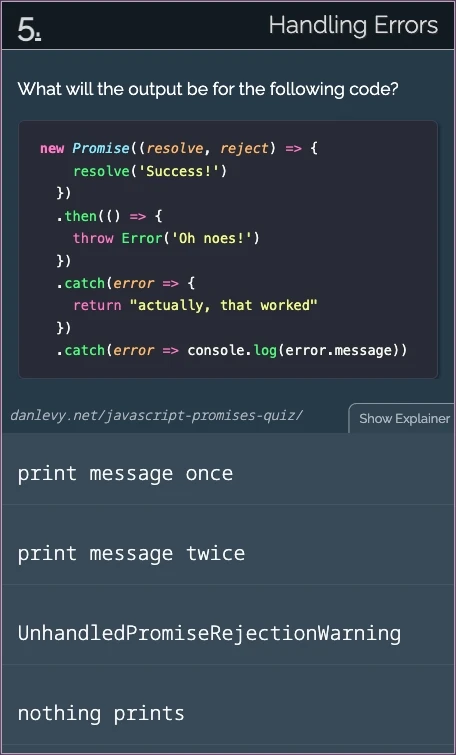 5.
Handling Errors
What will the output be for the following code?
new Promise((resolve, reject) => {
    resolve('Success!')
  })
  .then(() => {
    throw Error('Oh noes!')
  })
  .catch(error => {
    return "actually, that worked"
  })
  .catch(error => console.log(error.message))
danlevy.net/javascript-promises-quiz/
Show Explainer
print message once
print message twice
UnhandledPromiseRejectionWarning
nothing prints